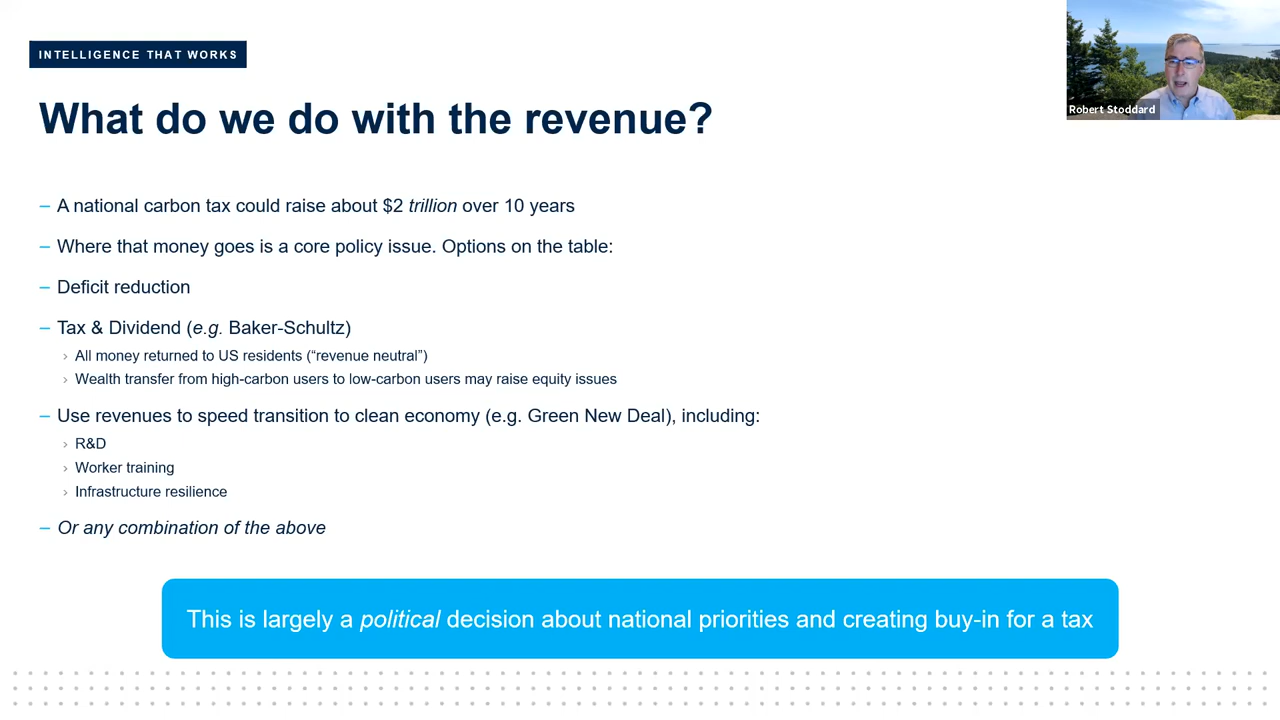 INTELLIGENCE THAT WORKS
Robert Stoddard
What do we do with the revenue?
– A national carbon tax could raise about $2 trillion over 10 years
– Where that money goes is a core policy issue. Options on the table:
– Deficit reduction
– Tax & Dividend (e.g. Baker-Schultz)
› All money returned to US residents (“revenue neutral”)
› Wealth transfer from high-carbon users to low-carbon users may raise equity issues
– Use revenues to speed transition to clean economy (e.g. Green New Deal), including:
› R&D
› Worker training
› Infrastructure resilience
– Or any combination of the above
This is largely a political decision about national priorities and creating buy-in for a tax